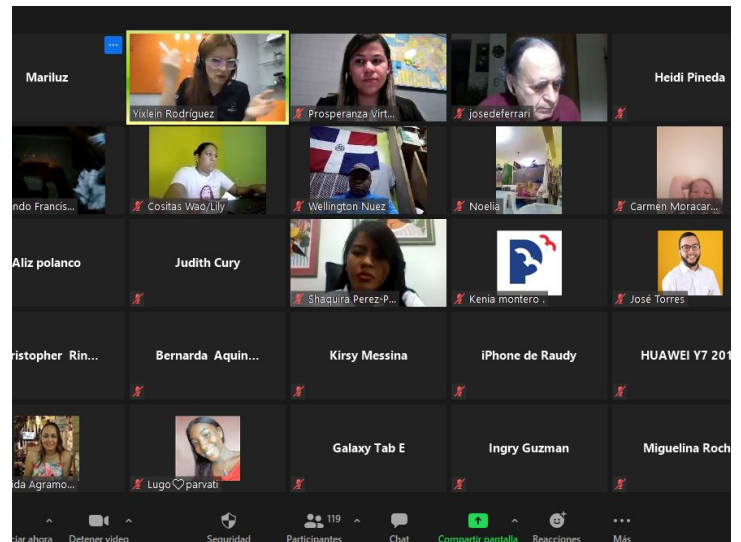 Mariluz
Yixlein Rodríguez
Prosperanza Virt...
josedeferrari
Heidi Pineda
ndo Francis...
Cositas Wao/Lily
Wellington Nuez
Noelia
Carmen Moracar...
Aliz polanco
Judith Cury
Shaquira Perez-P...
Kenia montero .
José Torres
ristopher Rin...
Bernarda Aquin...
Kirsy Messina
iPhone de Raudy
HUAWEI Y7 201
ida Agramo...
Lugo♡parvati
Galaxy Tab E
Ingry Guzman
Miguelina Roch
ciar ahora
Detener video
Seguridad
119
Participantes
Chat
Compartir pantalla
Reacciones
Más